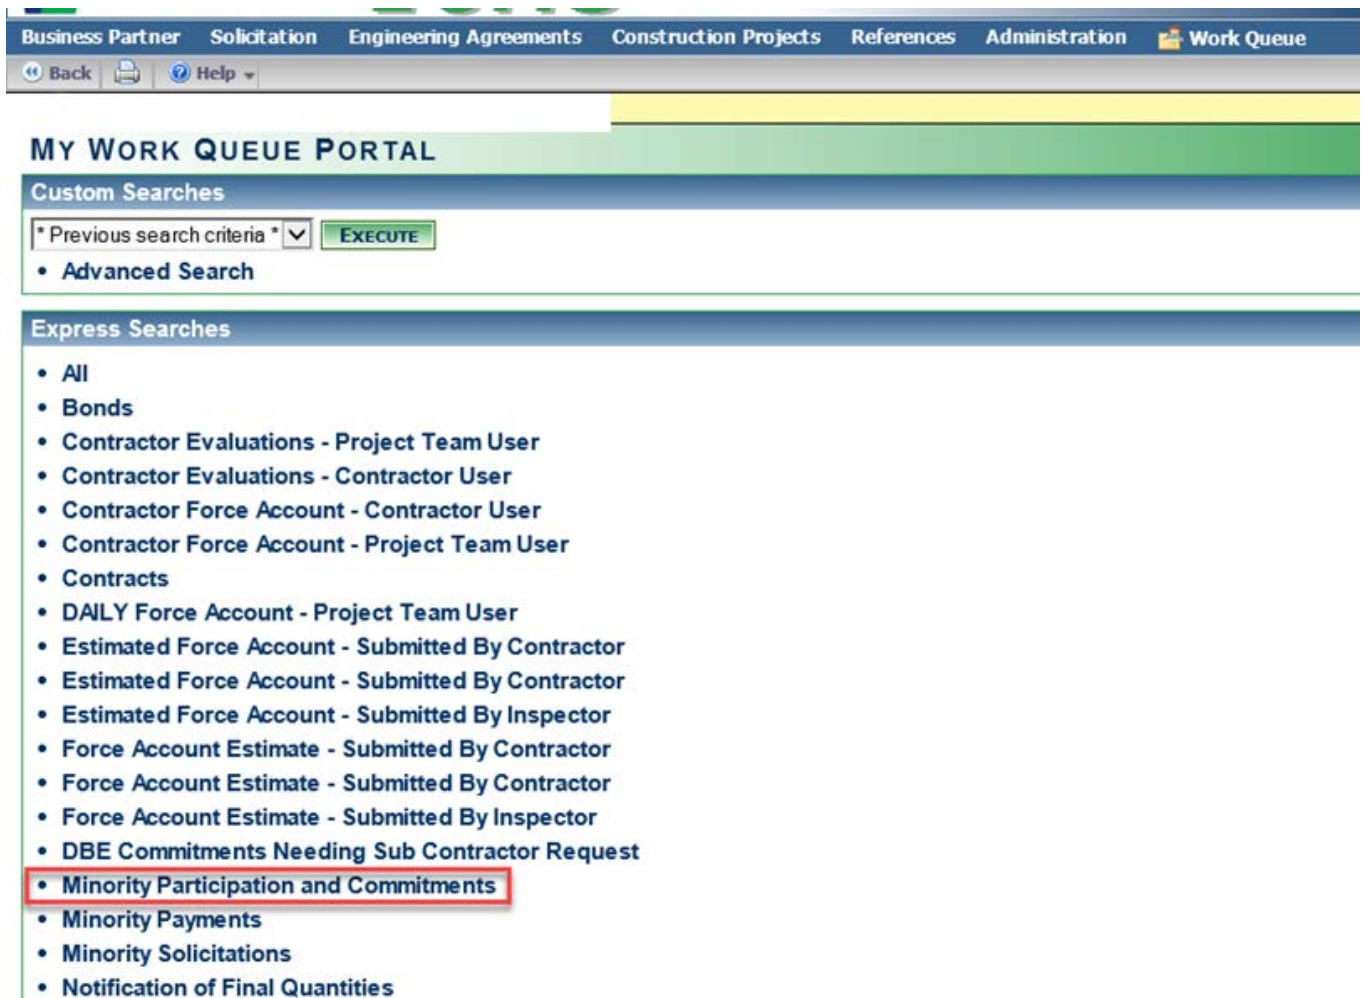 Business Partner Solicitation Engineering Agreements Construction Projects References Administration Work Queue
Back Help
MY WORK QUEUE PORTAL
Custom Searches
* Previous search criteria * EXECUTE
• Advanced Search
Express Searches
• All
• Bonds
• Contractor Evaluations - Project Team User
• Contractor Evaluations - Contractor User
• Contractor Force Account - Contractor User
• Contractor Force Account - Project Team User
• Contracts
• DAILY Force Account - Project Team User
• Estimated Force Account - Submitted By Contractor
• Estimated Force Account - Submitted By Contractor
• Estimated Force Account - Submitted By Inspector
• Force Account Estimate - Submitted By Contractor
• Force Account Estimate - Submitted By Contractor
• Force Account Estimate - Submitted By Inspector
• DBE Commitments Needing Sub Contractor Request
• Minority Participation and Commitments
• Minority Payments
• Minority Solicitations
• Notification of Final Quantities